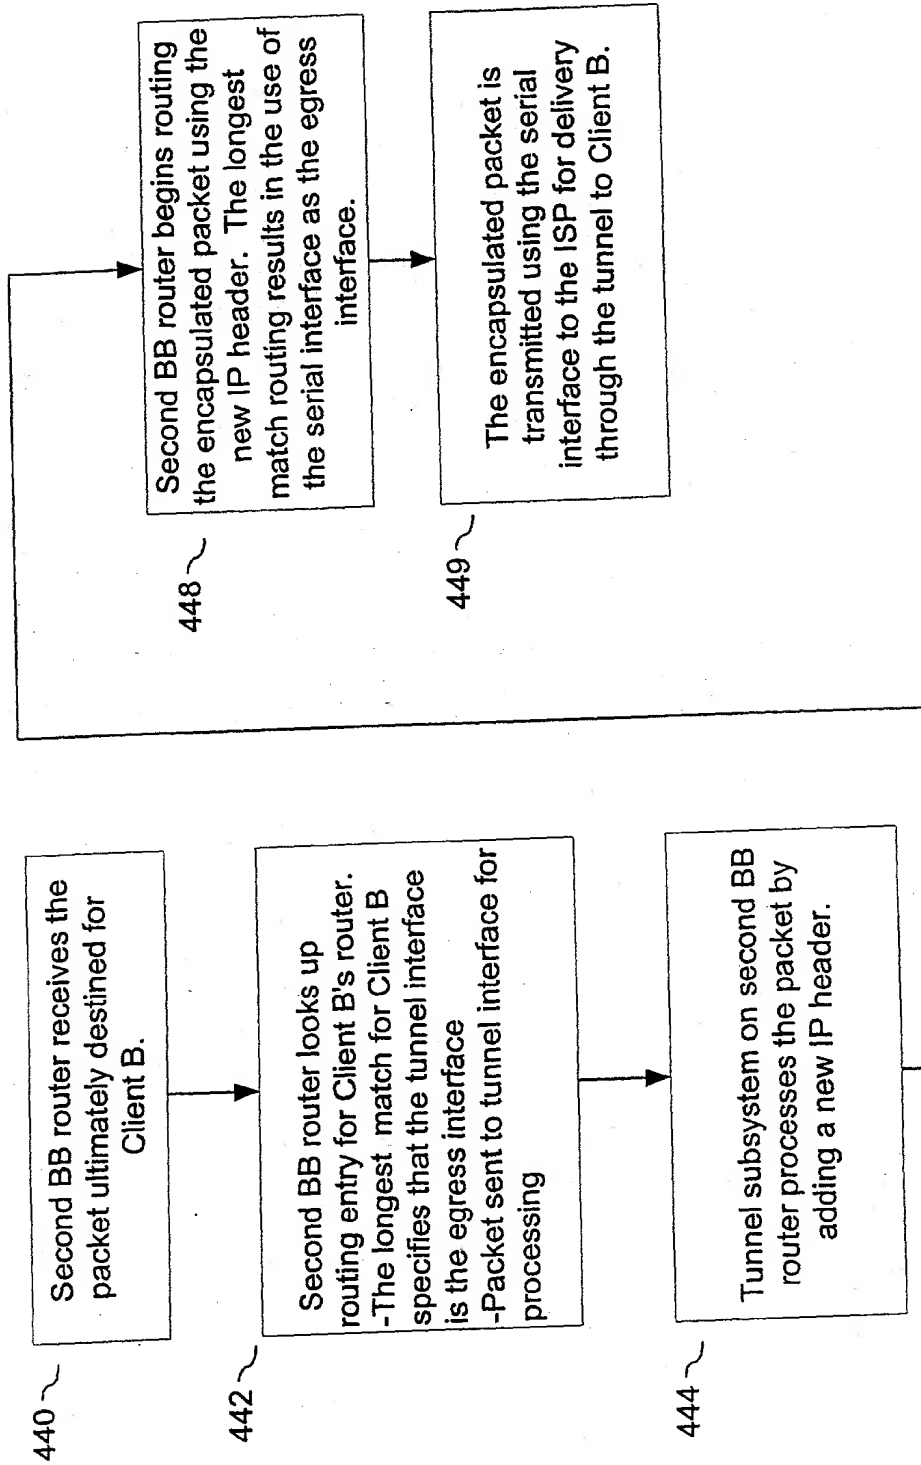 440
Second BB router receives the
packet ultimately destined for
Client B.
442
Second BB router looks up
routing entry for Client B's router.
-The longest match for Client B
specifies that the tunnel interface
is the egress interface
-Packet sent to tunnel interface for
processing
444
Tunnel subsystem on second BB
router processes the packet by
adding a new IP header.
448
Second BB router begins routing
the encapsulated packet using the
new IP header. The longest
match routing results in the use of
the serial interface as the egress
interface.
449
The encapsulated packet is
transmitted using the serial
interface to the ISP for delivery
through the tunnel to Client B.